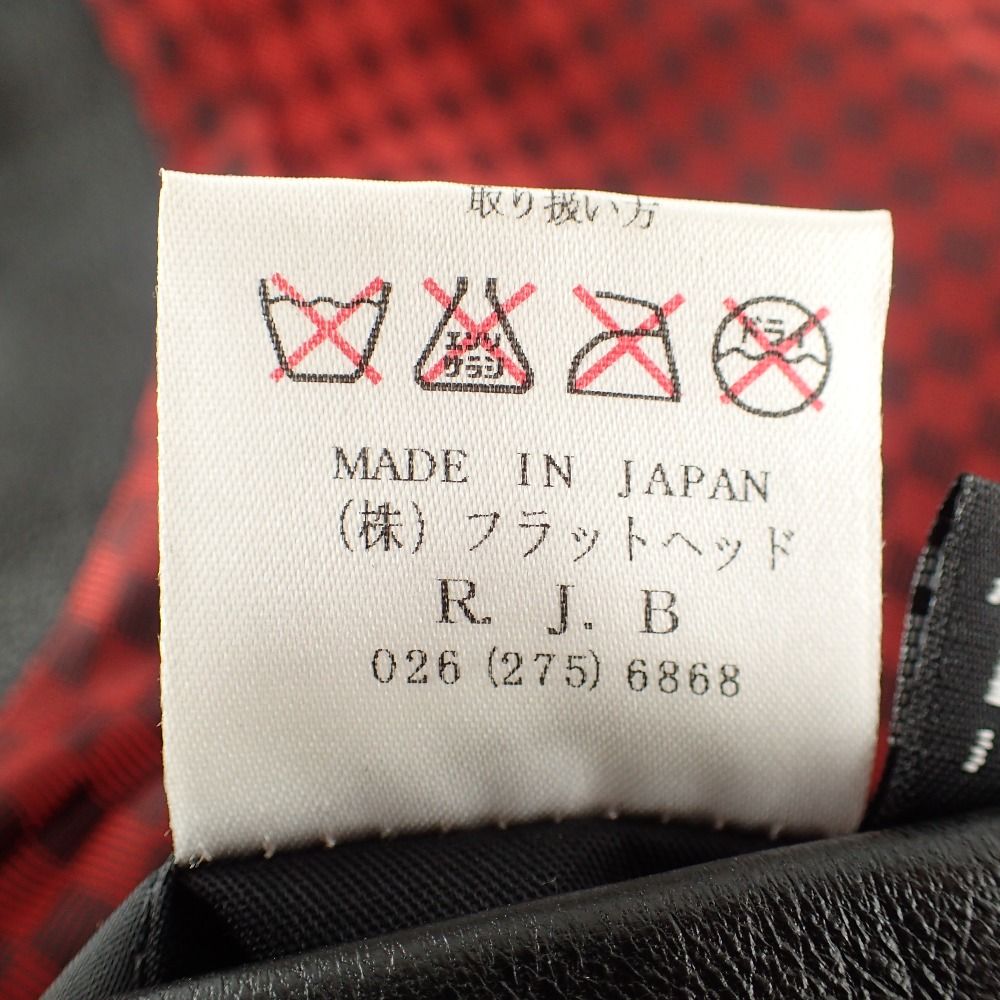 取り扱い方
エンソ
サラシ
ドライ
MADE IN JAPAN
(株) フラットヘッド
R. J. B
026 (275) 6868